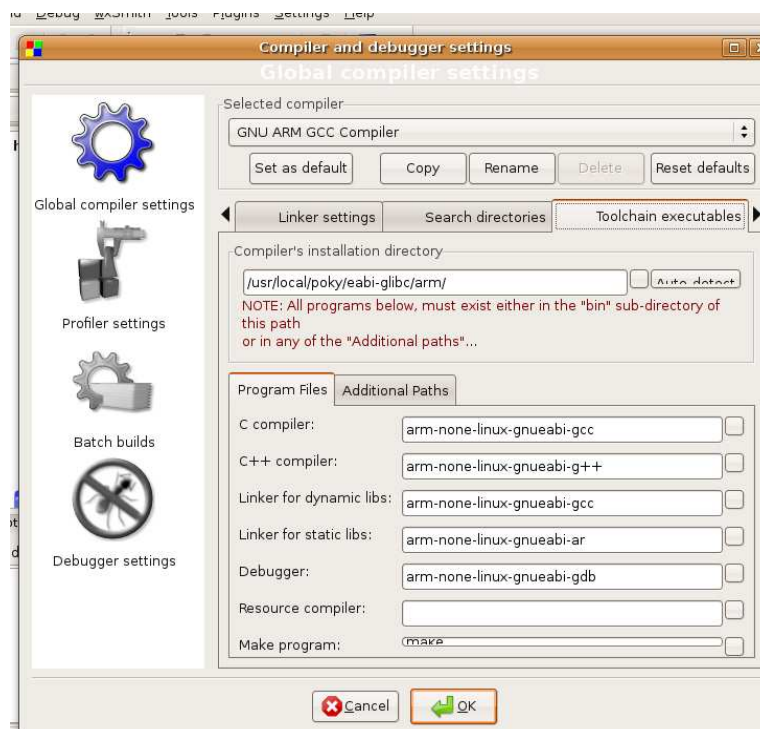 Debug wxSmith Tools Plugins Settings Help
Compiler and debugger settings
Global compiler settings
Selected compiler
GNU ARM GCC Compiler
Set as default Copy Rename Delete Reset defaults
Global compiler settings
Linker settings Search directories Toolchain executables
Compiler's installation directory
/usr/local/poky/eabi-glibc/arm/ Auto-detect
NOTE: All programs below, must exist either in the "bin" sub-directory of
this path
or in any of the "Additional paths"...
Profiler settings
Program Files Additional Paths
C compiler: arm-none-linux-gnueabi-gcc
Batch builds
C++ compiler: arm-none-linux-gnueabi-g++
Linker for dynamic libs: arm-none-linux-gnueabi-gcc
Linker for static libs: arm-none-linux-gnueabi-ar
Debugger settings
Debugger: arm-none-linux-gnueabi-gdb
Resource compiler:
Make program: make
Cancel OK